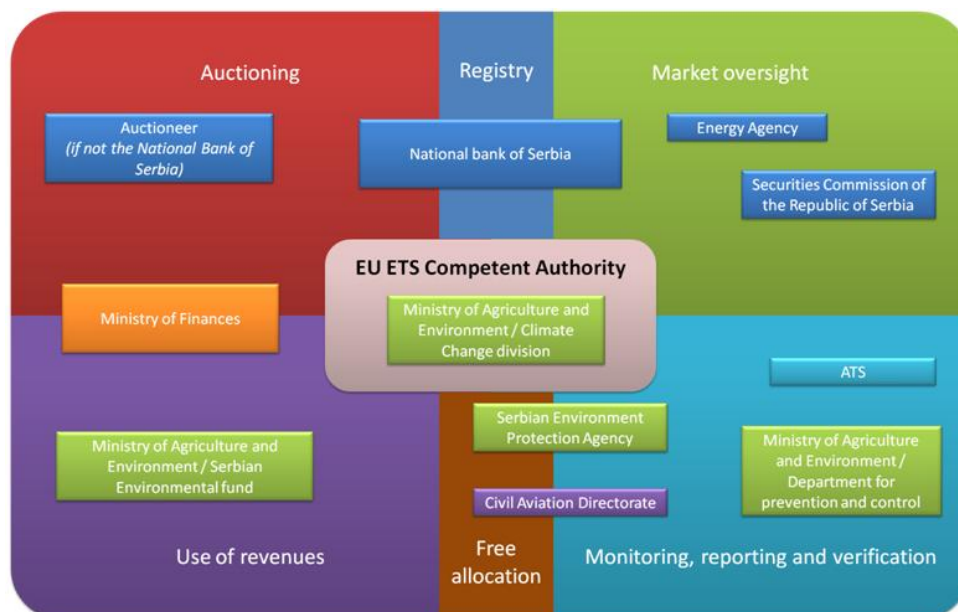 Auctioning
Registry
Market oversight
Auctioneer
(if not the National Bank of
Serbia)
National bank of Serbia
Energy Agency
Securities Commission of
the Republic of Serbia
EU ETS Competent Authority
Ministry of Agriculture and
Environment / Climate
Change division
Ministry of Finances
ATS
Serbian Environment
Protection Agency
Ministry of Agriculture and
Environment / Serbian
Environmental fund
Ministry of Agriculture
and Environment /
Department for
prevention and control
Civil Aviation Directorate
Use of revenues
Free
allocation
Monitoring, reporting and verification